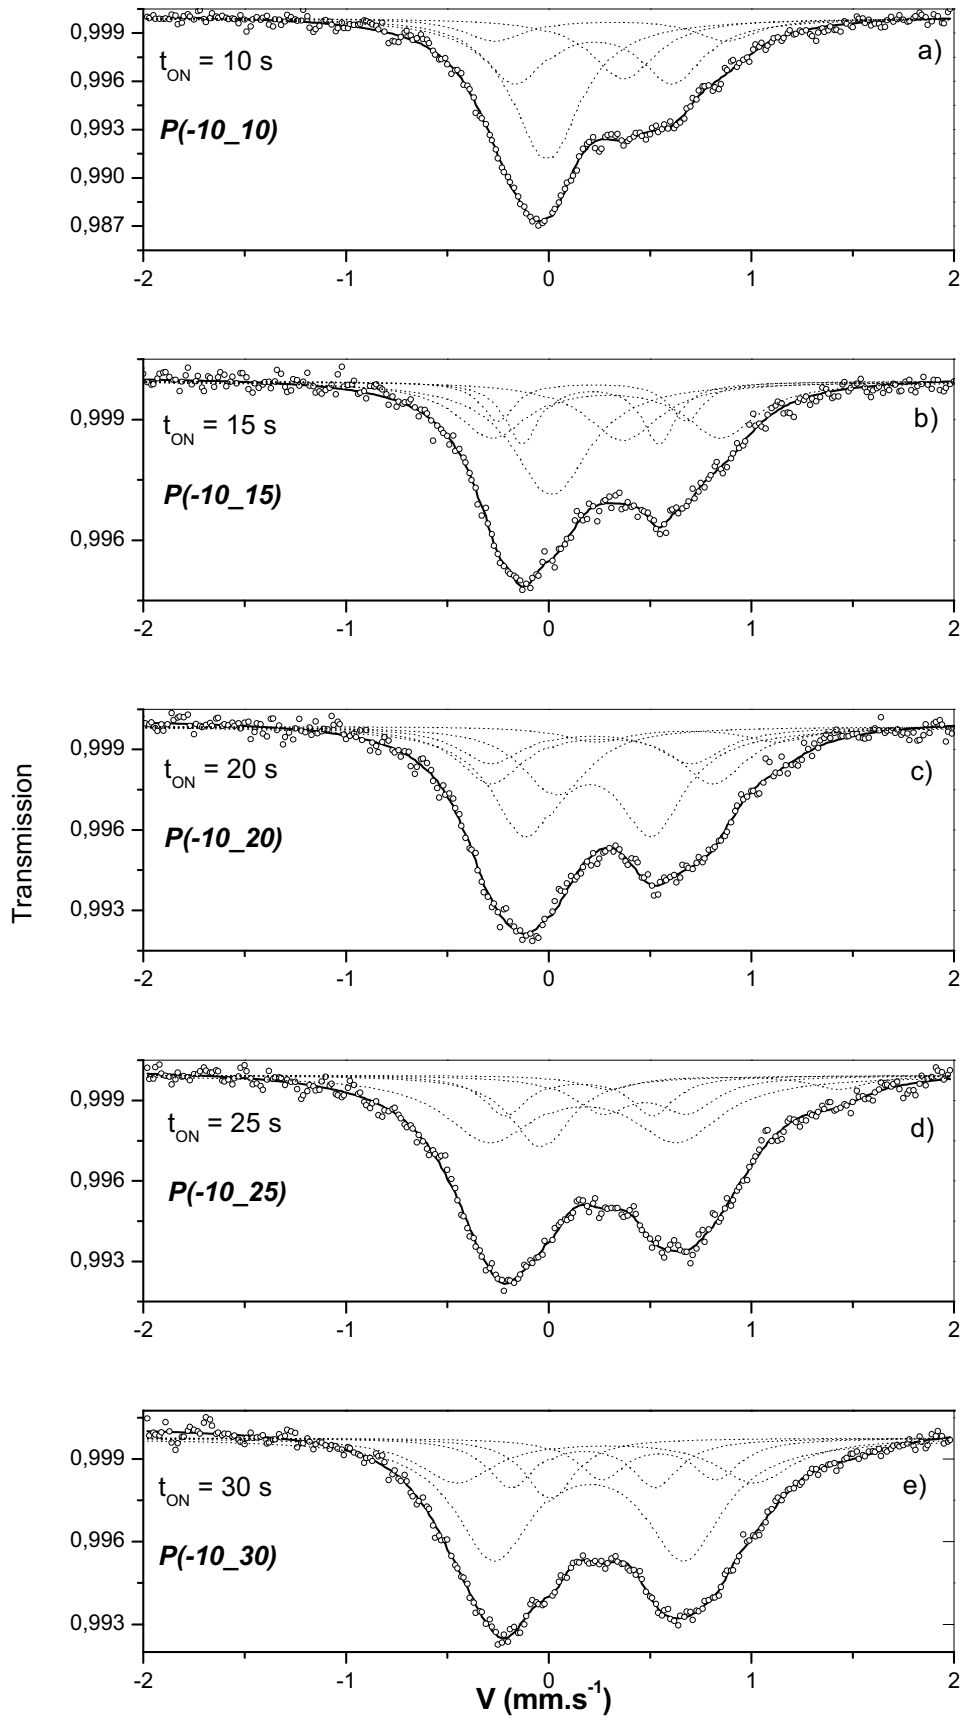 0,999
0,996
0,993
0,990
0,987
t_ON = 10 s
P(-10_10)
a)
-2 -1 0 1 2
0,999
0,996
t_ON = 15 s
P(-10_15)
b)
-2 -1 0 1 2
0,999
0,996
0,993
t_ON = 20 s
P(-10_20)
c)
-2 -1 0 1 2
Transmission
0,999
0,996
0,993
t_ON = 25 s
P(-10_25)
d)
-2 -1 0 1 2
0,999
0,996
0,993
t_ON = 30 s
P(-10_30)
e)
-2 -1 0 1 2
V (mm.s⁻¹)